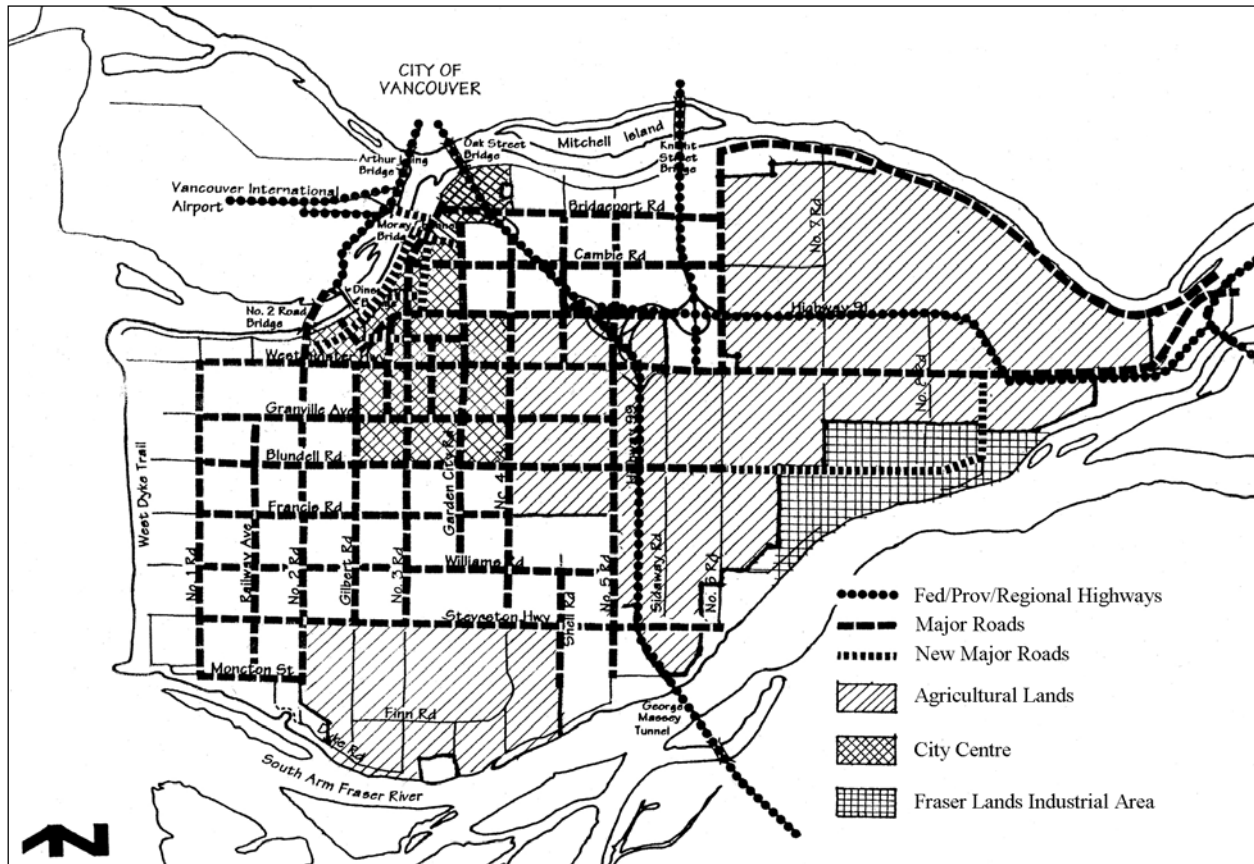 CITY OF
VANCOUVER
Oak Street
Bridge
Mitchell Island
Knight
Street
Bridge
Bridge
Vancouver International
Airport
Bridgeport Rd
No. 7 Rd
Cambie Rd
Highway 91
No. 2 Road
Bridge
Westminster Hwy
No. 8 Rd
Granville Ave
Highway 99
Blundell Rd
West Dyke Trail
Garden City Rd
No. 4
Francis Rd
No. 1 Rd
Railway Ave
No. 2 Rd
Gilbert Rd
No. 3 Rd
Williams Rd
No. 5 Rd
Sidaway Rd
No. 6 Rd
Steveston Hwy
Shell Rd
Moncton St
Finn Rd
Dyke Rd
George
Massey
Tunnel
South Arm Fraser River
Fed/Prov/Regional Highways
Major Roads
New Major Roads
Agricultural Lands
City Centre
Fraser Lands Industrial Area
N